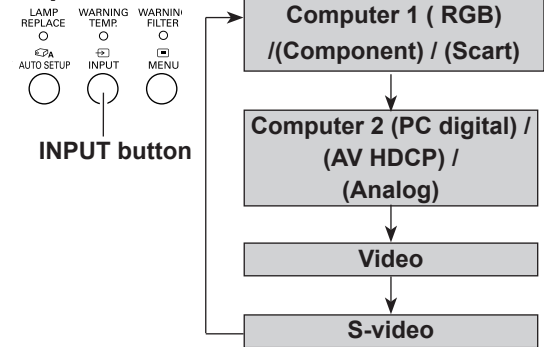 LAMP REPLACE
WARNING TEMP.
WARNING FILTER
AUTO SETUP
INPUT
MENU
INPUT button
Computer 1 ( RGB)
/(Component) / (Scart)
Computer 2 (PC digital) /
(AV HDCP) /
(Analog)
Video
S-video